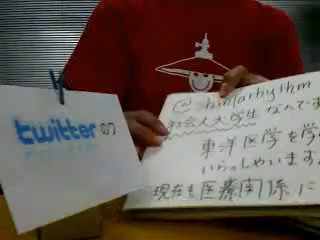 twitterの
@shimarhythm
社会人大学生なんです
東洋医学を学
いらっしゃいます。
現在も医療関係に